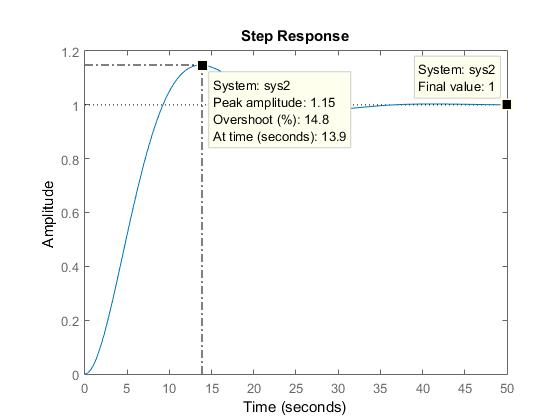 Step Response
1.2
System: sys2
Final value: 1
System: sys2
Peak amplitude: 1.15
Overshoot (%): 14.8
At time (seconds): 13.9
1
0.8
0.6
0.4
0.2
0
Amplitude
0 5 10 15 20 25 30 35 40 45 50
Time (seconds)